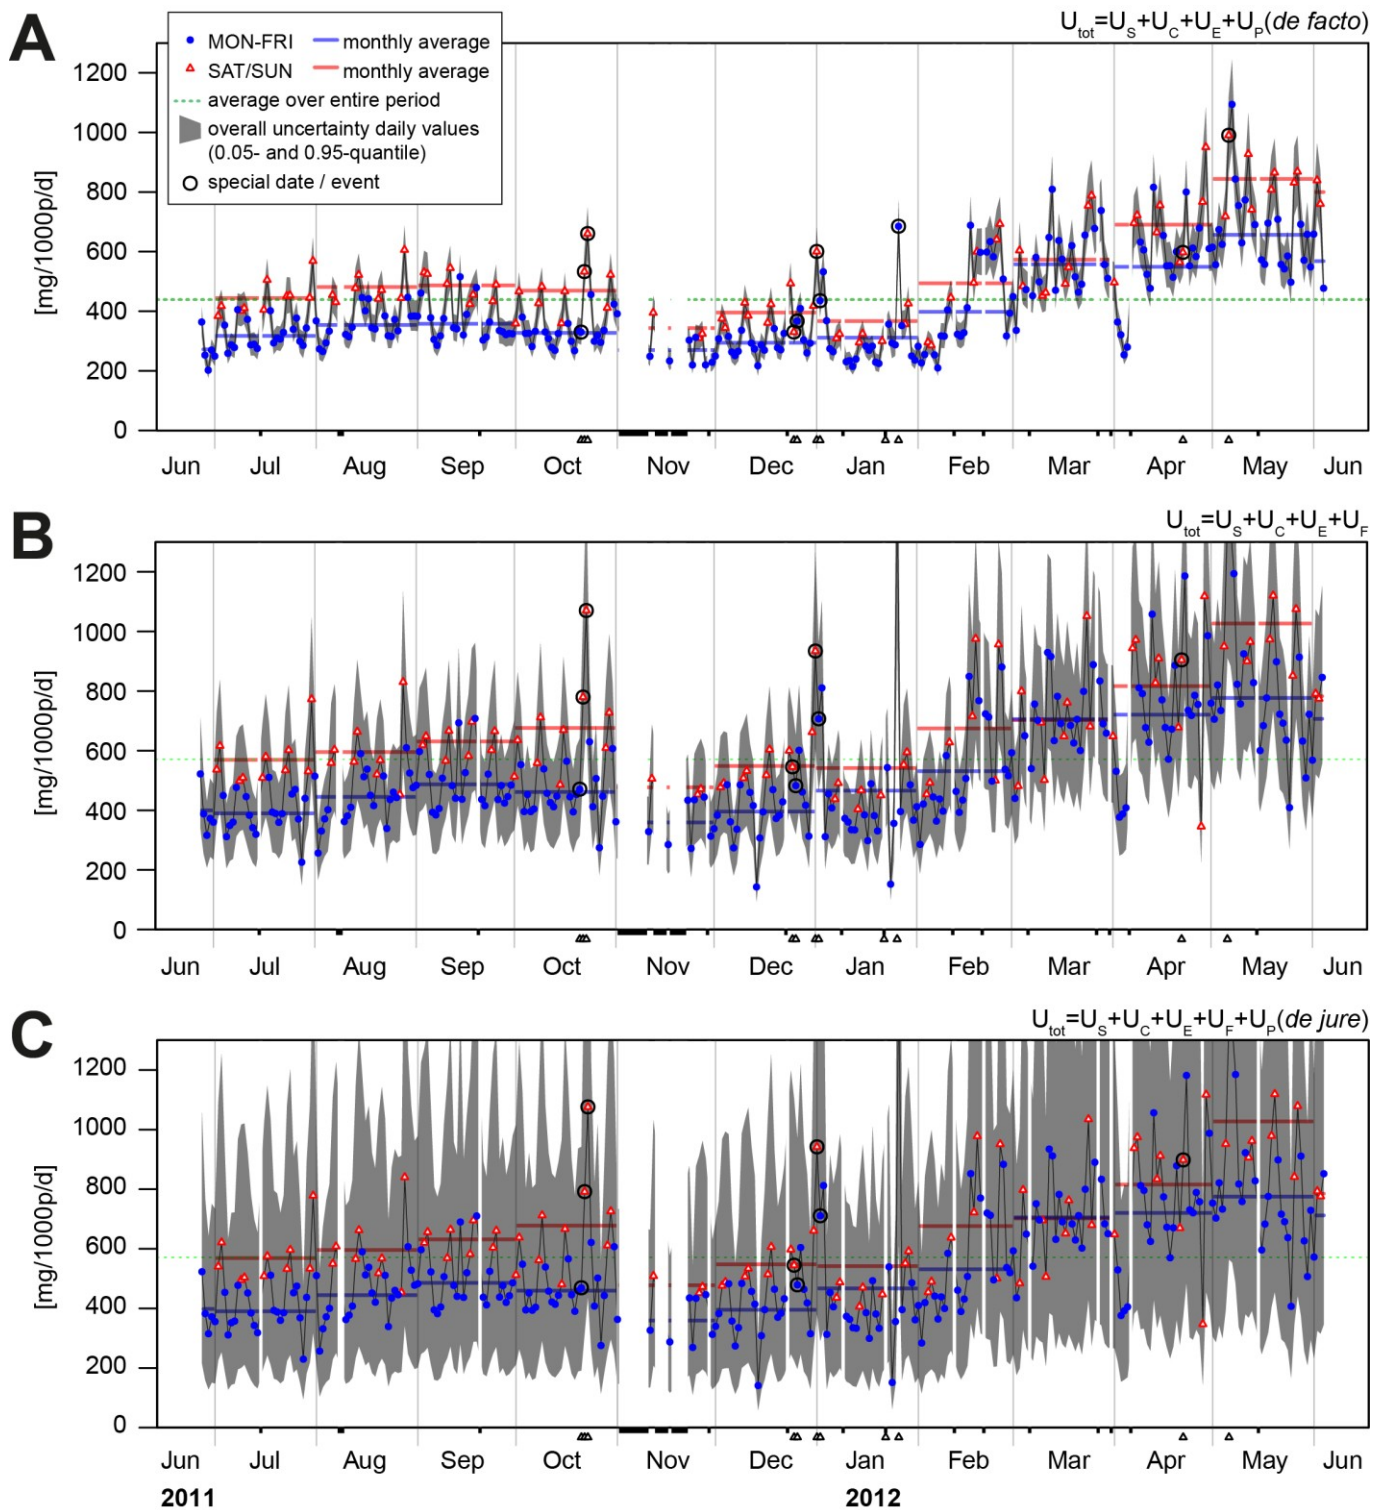 A
U_tot=U_S+U_C+U_E+U_P(de facto)
MON-FRI monthly average
SAT/SUN monthly average
average over entire period
overall uncertainty daily values
(0.05- and 0.95-quantile)
special date / event
[mg/1000p/d]
1200
1000
800
600
400
200
0
Jun Jul Aug Sep Oct Nov Dec Jan Feb Mar Apr May Jun
B
U_tot=U_S+U_C+U_E+U_F
[mg/1000p/d]
1200
1000
800
600
400
200
0
Jun Jul Aug Sep Oct Nov Dec Jan Feb Mar Apr May Jun
C
U_tot=U_S+U_C+U_E+U_F+U_P(de jure)
[mg/1000p/d]
1200
1000
800
600
400
200
0
Jun Jul Aug Sep Oct Nov Dec Jan Feb Mar Apr May Jun
2011 2012